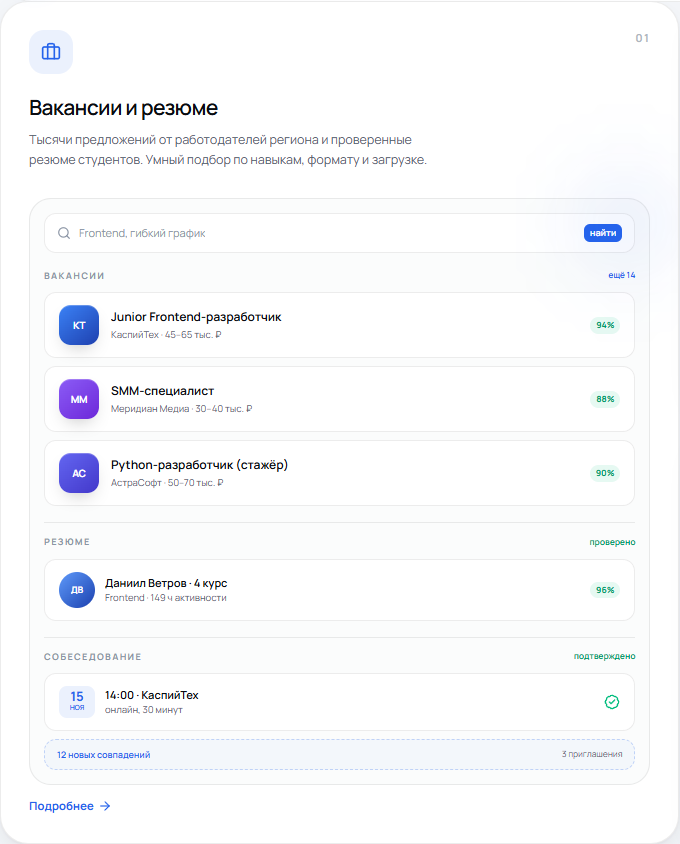 01
Вакансии и резюме
Тысячи предложений от работодателей региона и проверенные
резюме студентов. Умный подбор по навыкам, формату и загрузке.
Frontend, гибкий график
найти
ВАКАНСИИ
ещё 14
КТ
Junior Frontend-разработчик
КаспийТех · 45–65 тыс. ₽
94%
ММ
SMM-специалист
Меридиан Медиа · 30–40 тыс. ₽
88%
АС
Python-разработчик (стажёр)
АстраСофт · 50–70 тыс. ₽
90%
РЕЗЮМЕ
проверено
ДВ
Даниил Ветров · 4 курс
Frontend · 149 ч активности
96%
СОБЕСЕДОВАНИЕ
подтверждено
15
НОЯ
14:00 · КаспийТех
онлайн, 30 минут
12 новых совпадений
3 приглашения
Подробнее →